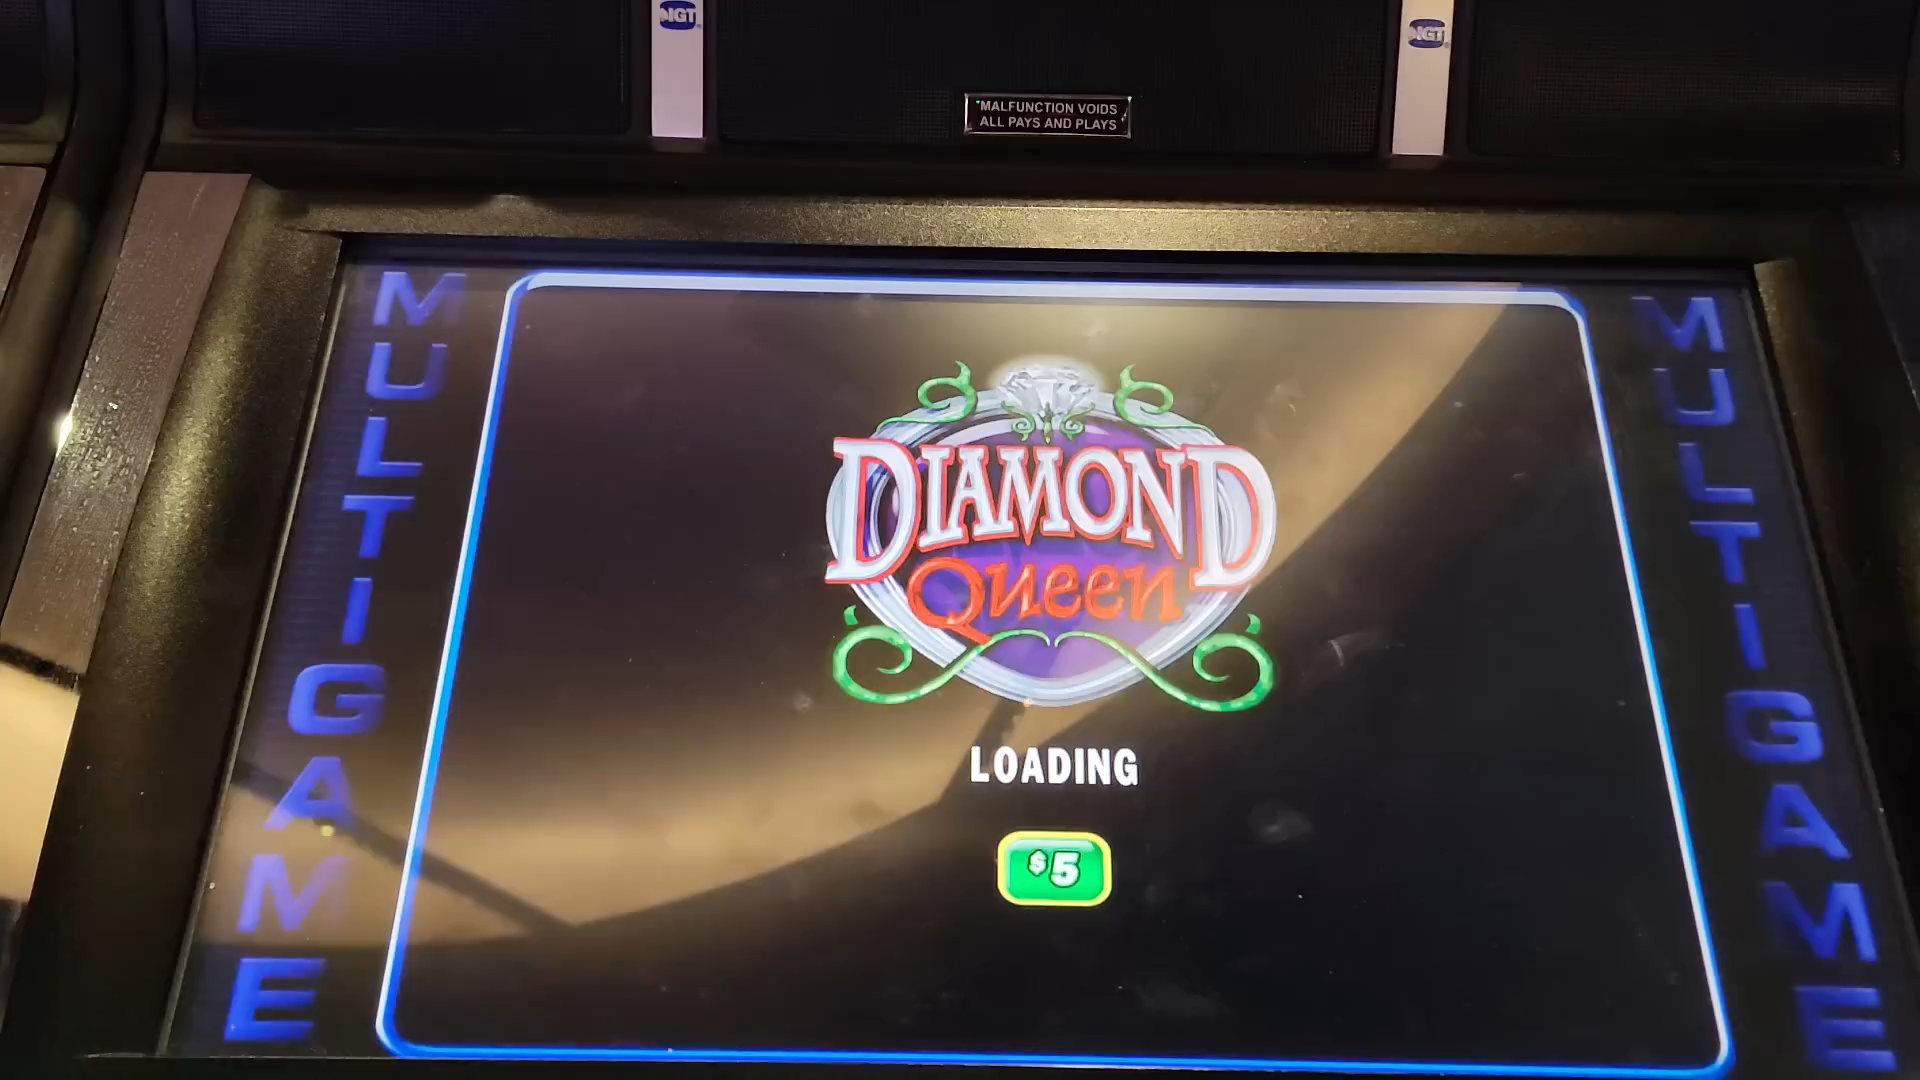 IGT
IGT
MALFUNCTION VOIDS
ALL PAYS AND PLAYS
MULTIGAME
DIAMOND
Queen
LOADING
$5
MULTIGAME